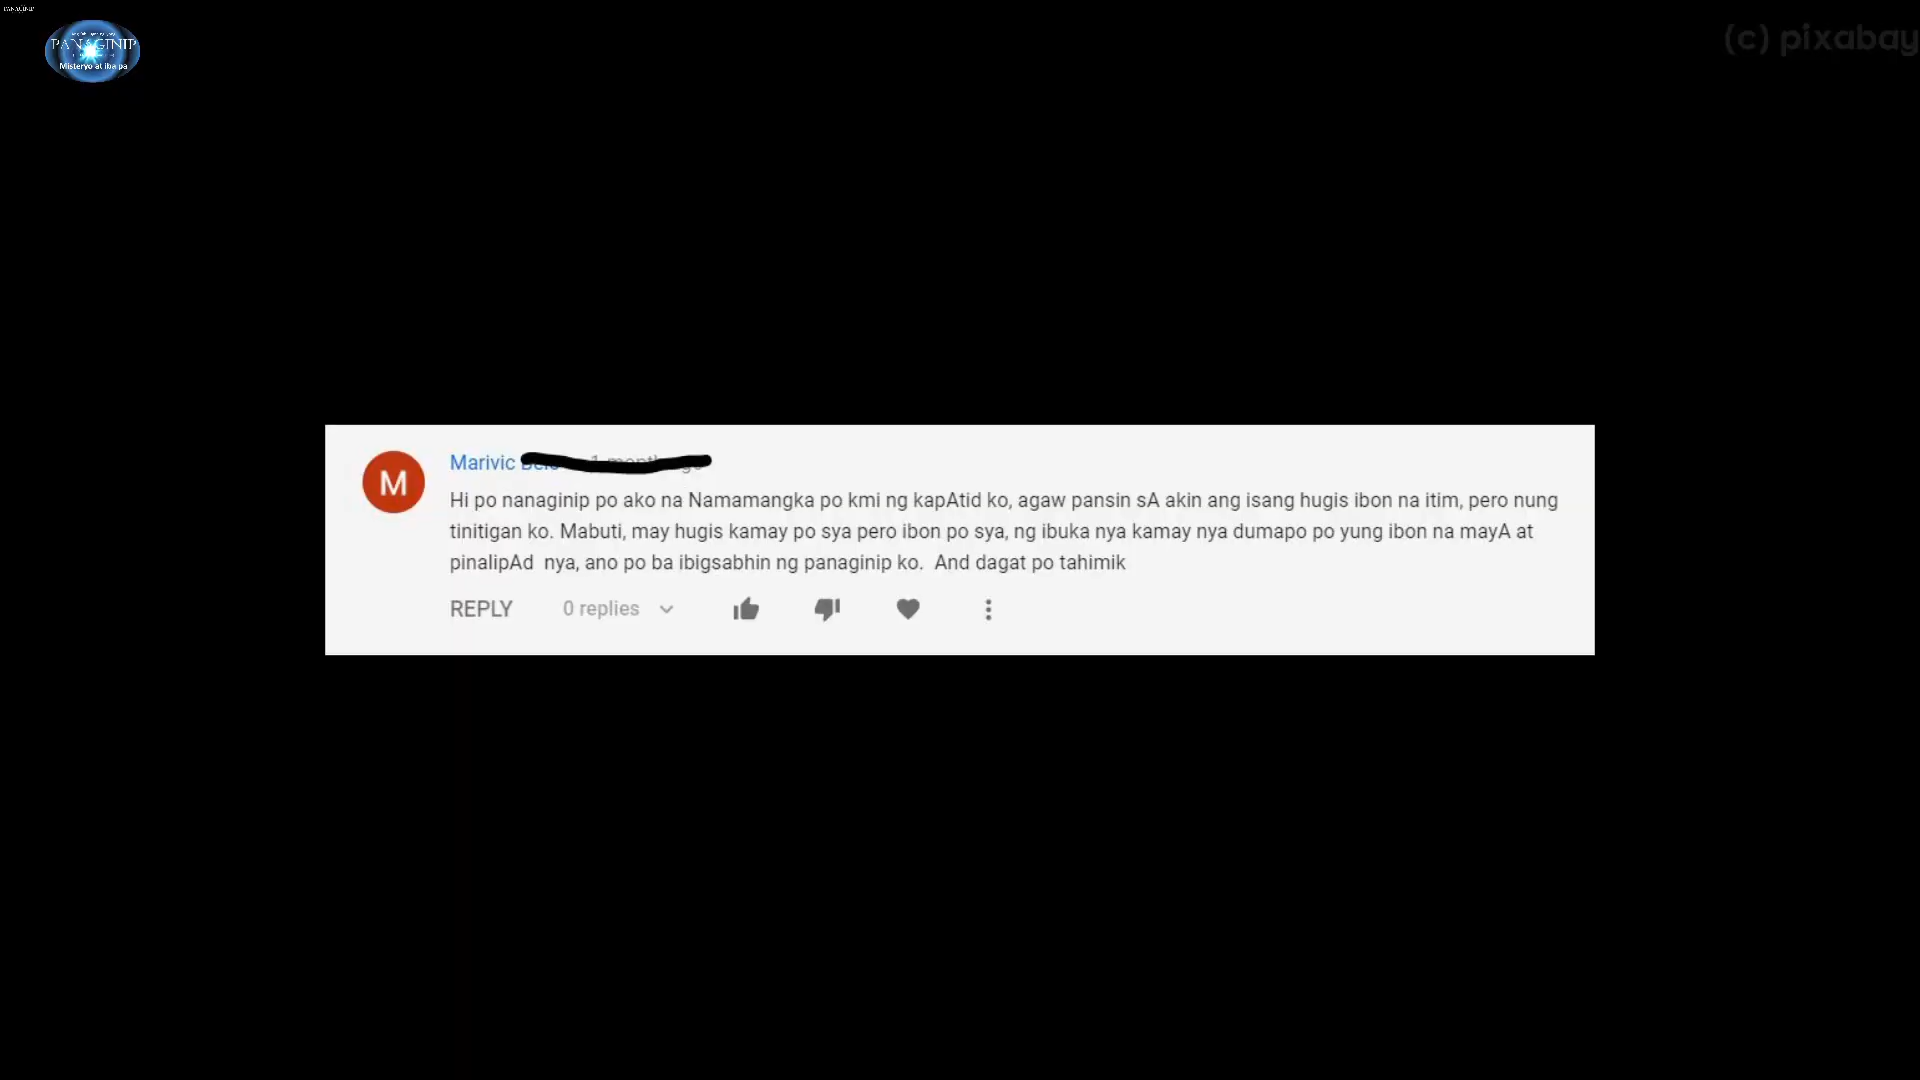 PANAGINIP
PANAGINIP
Misteryo at iba pa
(c) pixabay
Marivic
Hi po nanaginip po ako na Namamangka po kmi ng kapAtid ko, agaw pansin sA akin ang isang hugis ibon na itim, pero nung
tinitigan ko. Mabuti, may hugis kamay po sya pero ibon po sya, ng ibuka nya kamay nya dumapo po yung ibon na mayA at
pinalipAd  nya, ano po ba ibigsabhin ng panaginip ko.  And dagat po tahimik
REPLY 0 replies